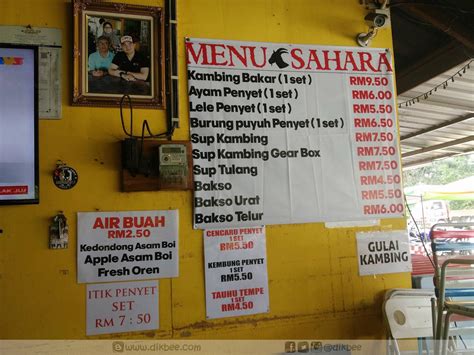 MENU SAHARA
Kambing Bakar (1 set) RM9.50
Ayam Penyet (1 set) RM6.00
Lele Penyet (1 set) RM5.50
Burung puyuh Penyet (1 set) RM6.50
Sup Kambing RM7.50
Sup Kambing Gear Box RM7.50
Sup Tulang RM7.50
Bakso RM4.50
Bakso Urat RM5.50
Bakso Telur RM6.00
AIR BUAH
RM2.50
Kedondong Asam Boi
Apple Asam Boi
Fresh Oren
ITIK PENYET
SET
RM 7:50
CENCARU PENYET
1 SET
RM5.50
KEMBUNG PENYET
1 SET
RM5.50
TAUHU TEMPE
1 SET
RM4.50
GULAI
KAMBING
www.dikbee.com
@dikbee